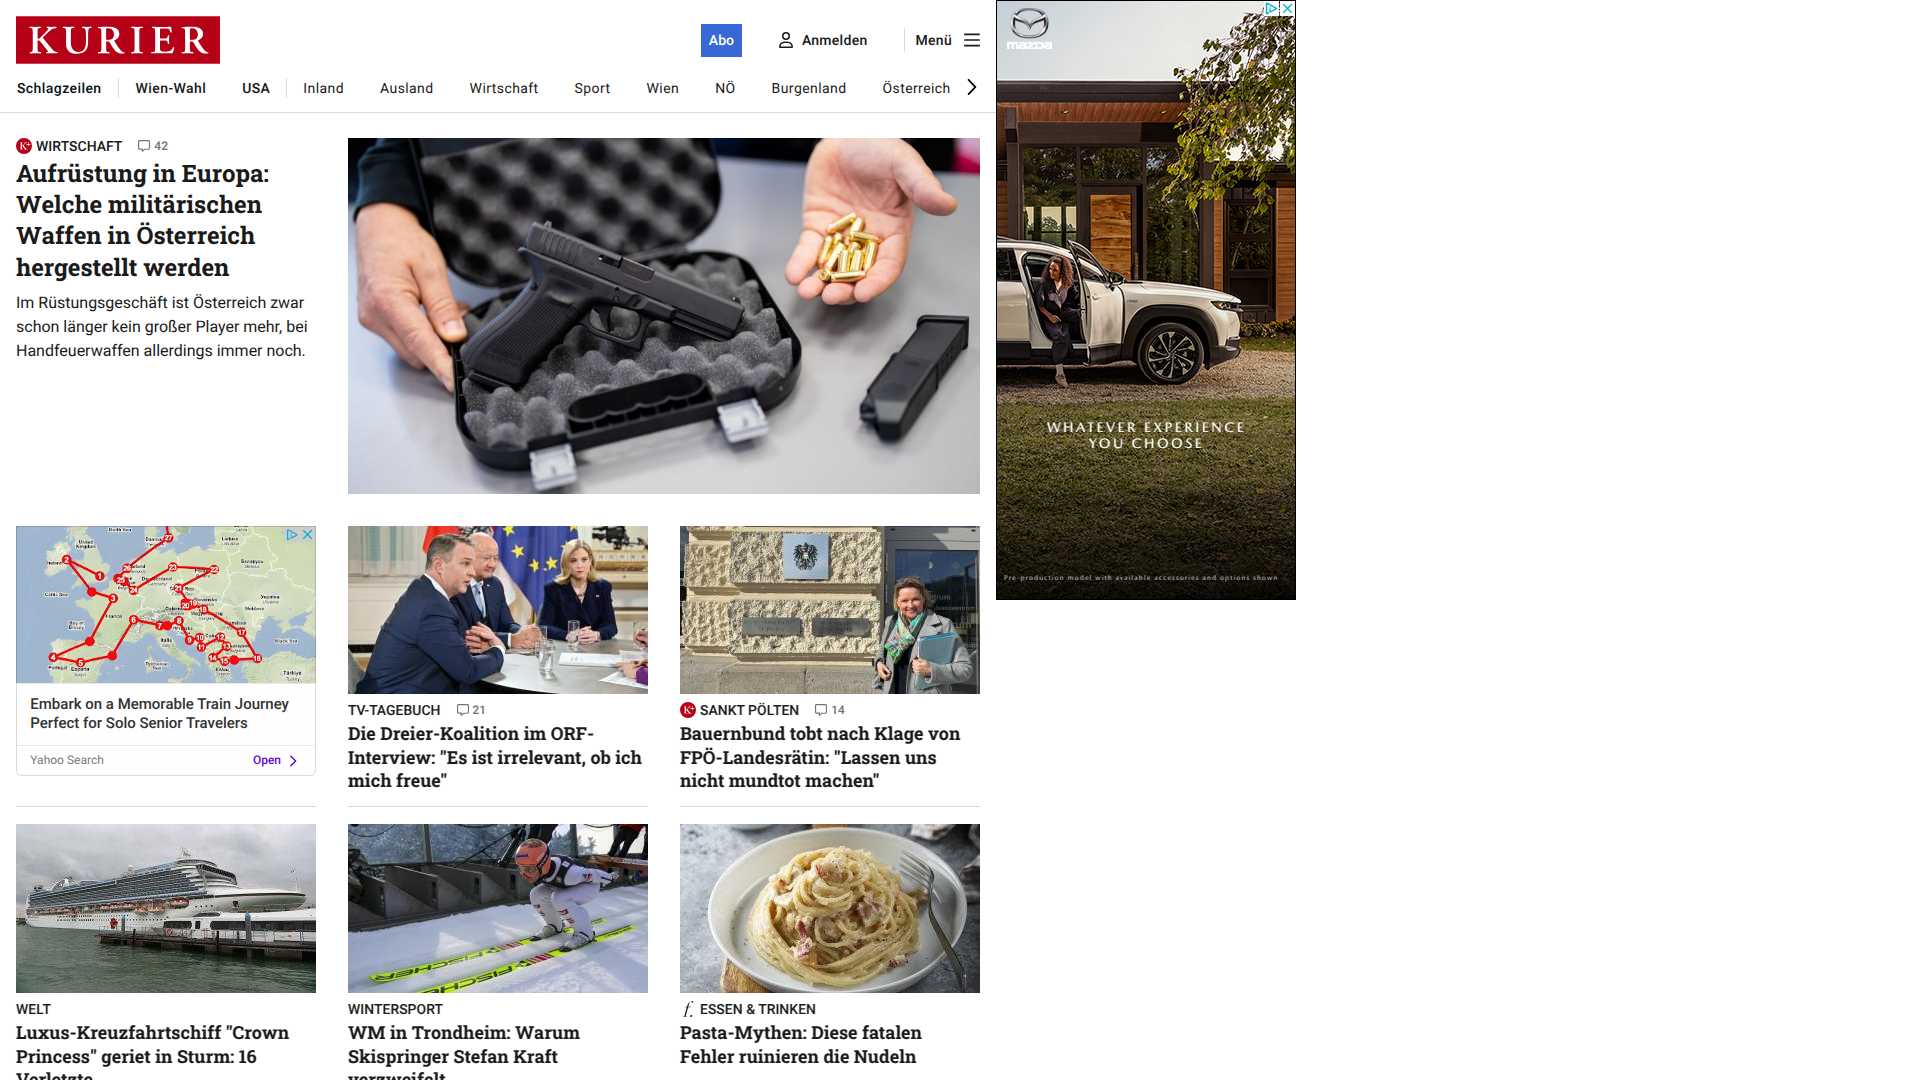 KURIER
Abo
Anmelden
Menü
Schlagzeilen
Wien-Wahl
USA
Inland
Ausland
Wirtschaft
Sport
Wien
NÖ
Burgenland
Österreich
WIRTSCHAFT 42
Aufrüstung in Europa:
Welche militärischen
Waffen in Österreich
hergestellt werden
Im Rüstungsgeschäft ist Österreich zwar
schon länger kein großer Player mehr, bei
Handfeuerwaffen allerdings immer noch.
mazda
WHATEVER EXPERIENCE
YOU CHOOSE
Pre-production model with available accessories and options shown
Embark on a Memorable Train Journey
Perfect for Solo Senior Travelers
Yahoo Search
Open
TV-TAGEBUCH 21
Die Dreier-Koalition im ORF-
Interview: "Es ist irrelevant, ob ich
mich freue"
SANKT PÖLTEN 14
Bauernbund tobt nach Klage von
FPÖ-Landesrätin: "Lassen uns
nicht mundtot machen"
FISCHER
FISCHER
WELT
Luxus-Kreuzfahrtschiff "Crown
Princess" geriet in Sturm: 16
Verletzte
WINTERSPORT
WM in Trondheim: Warum
Skispringer Stefan Kraft
verzweifelt
f. ESSEN & TRINKEN
Pasta-Mythen: Diese fatalen
Fehler ruinieren die Nudeln